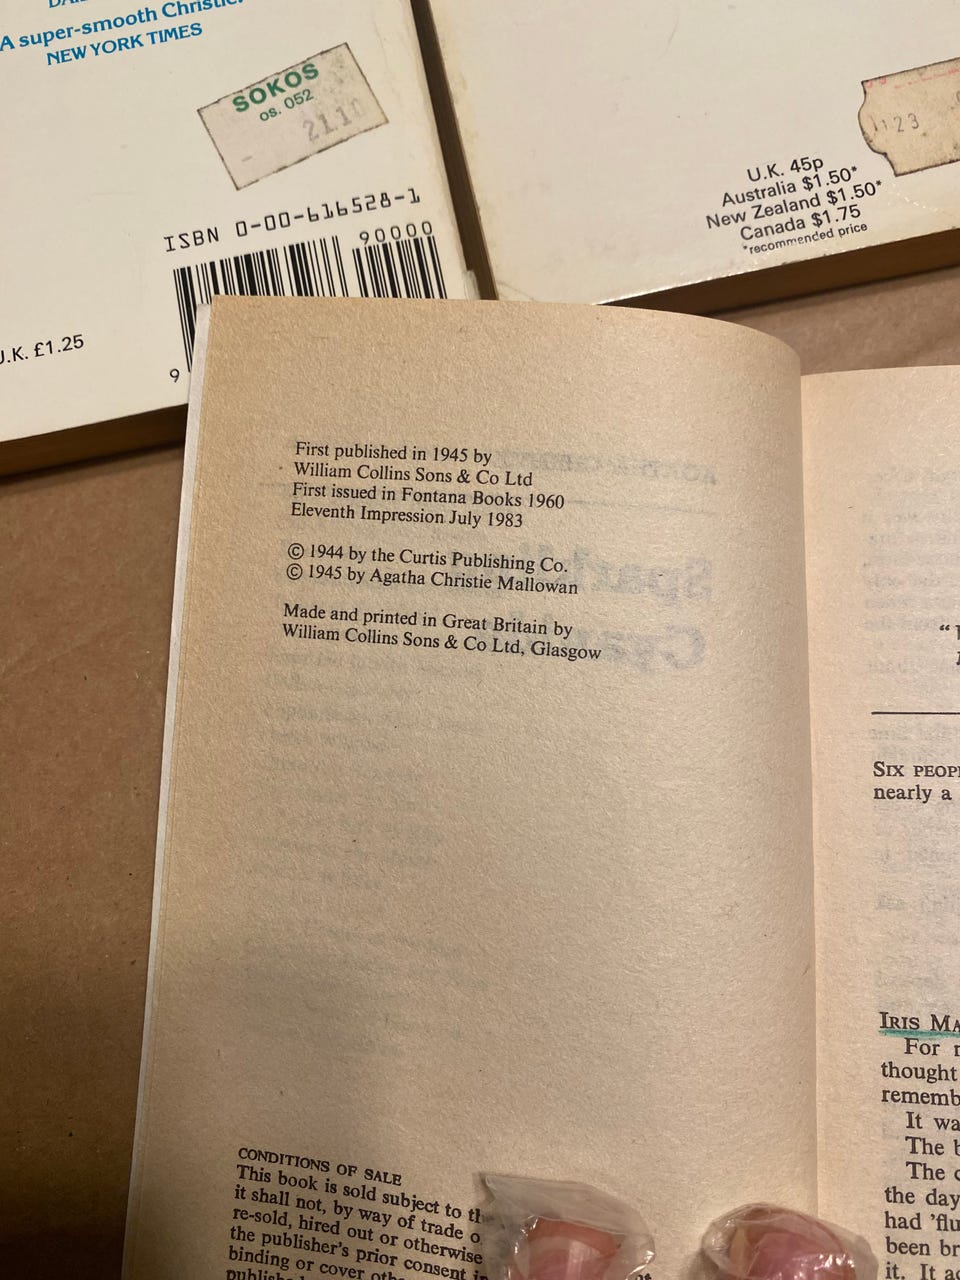 A super-smooth Christie.
NEW YORK TIMES
SOKOS
os. 052
21.10
ISBN 0-00-616528-1
90000
U.K. £1.25
9
1123
U.K. 45p
Australia $1.50*
New Zealand $1.50*
Canada $1.75
*recommended price
First published in 1945 by
William Collins Sons & Co Ltd
First issued in Fontana Books 1960
Eleventh Impression July 1983
© 1944 by the Curtis Publishing Co.
© 1945 by Agatha Christie Mallowan
Made and printed in Great Britain by
William Collins Sons & Co Ltd, Glasgow
CONDITIONS OF SALE
This book is sold subject to
it shall not, by way of trade
re-sold, hired out or otherwise
the publisher's prior consent
binding or cover
SIX
nearly a
IRIS
For
thought
It
The
The
the day
had 'flu
been
it. It